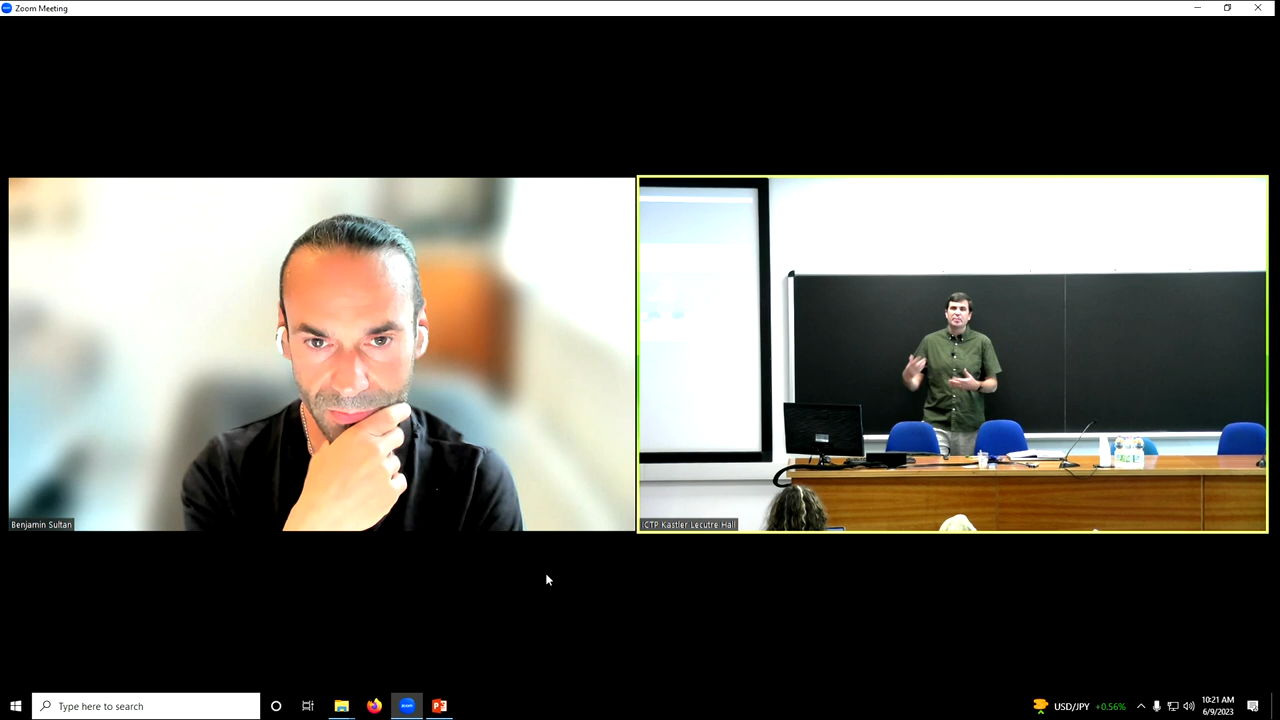 Zoom Meeting
Benjamin Sultan
ICTP Kastler Lecutre Hall
Type here to search
USD/JPY +0.56%
10:21 AM
6/9/2023